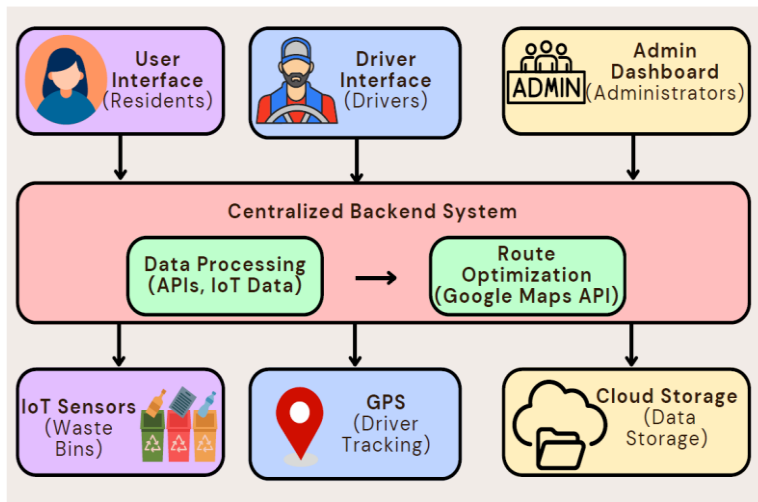 User
Interface
(Residents)
Driver
Interface
(Drivers)
ADMIN
Admin
Dashboard
(Administrators)
Centralized Backend System
Data Processing
(APIs, IoT Data)
Route
Optimization
(Google Maps API)
IoT Sensors
(Waste
Bins)
GPS
(Driver
Tracking)
Cloud Storage
(Data
Storage)